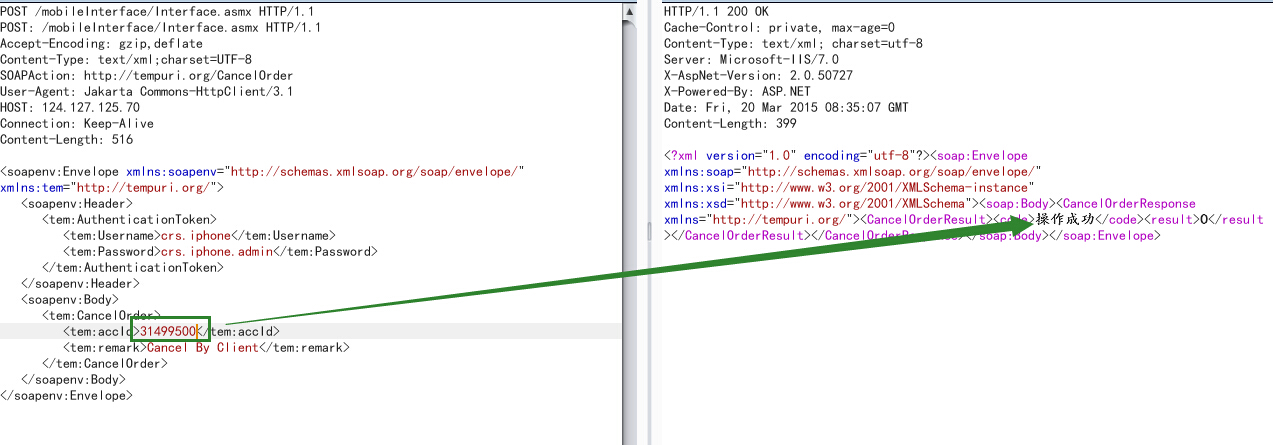 POST /mobileInterface/Interface.asmx HTTP/1.1
POST: /mobileInterface/Interface.asmx HTTP/1.1
Accept-Encoding: gzip,deflate
Content-Type: text/xml;charset=UTF-8
SOAPAction: http://tempuri.org/CancelOrder
User-Agent: Jakarta Commons-HttpClient/3.1
HOST: 124.127.125.70
Connection: Keep-Alive
Content-Length: 516
<soapenv:Envelope xmlns:soapenv="http://schemas.xmlsoap.org/soap/envelope/"
xmlns:tem="http://tempuri.org/">
<soapenv:Header>
<tem:AuthenticationToken>
<tem:Username>crs.iphone</tem:Username>
<tem:Password>crs.iphone.admin</tem:Password>
</tem:AuthenticationToken>
</soapenv:Header>
<soapenv:Body>
<tem:CancelOrder>
<tem:accId>31499500</tem:accId>
<tem:remark>Cancel By Client</tem:remark>
</tem:CancelOrder>
</soapenv:Body>
</soapenv:Envelope>
HTTP/1.1 200 OK
Cache-Control: private, max-age=0
Content-Type: text/xml; charset=utf-8
Server: Microsoft-IIS/7.0
X-AspNet-Version: 2.0.50727
X-Powered-By: ASP.NET
Date: Fri, 20 Mar 2015 08:35:07 GMT
Content-Length: 399
<?xml version="1.0" encoding="utf-8"?><soap:Envelope
xmlns:soap="http://schemas.xmlsoap.org/soap/envelope/"
xmlns:xsi="http://www.w3.org/2001/XMLSchema-instance"
xmlns:xsd="http://www.w3.org/2001/XMLSchema"><soap:Body><CancelOrderResponse
xmlns="http://tempuri.org/"><CancelOrderResult><code>操作成功</code><result>0</result
></CancelOrderResult></CancelOrderResponse></soap:Body></soap:Envelope>